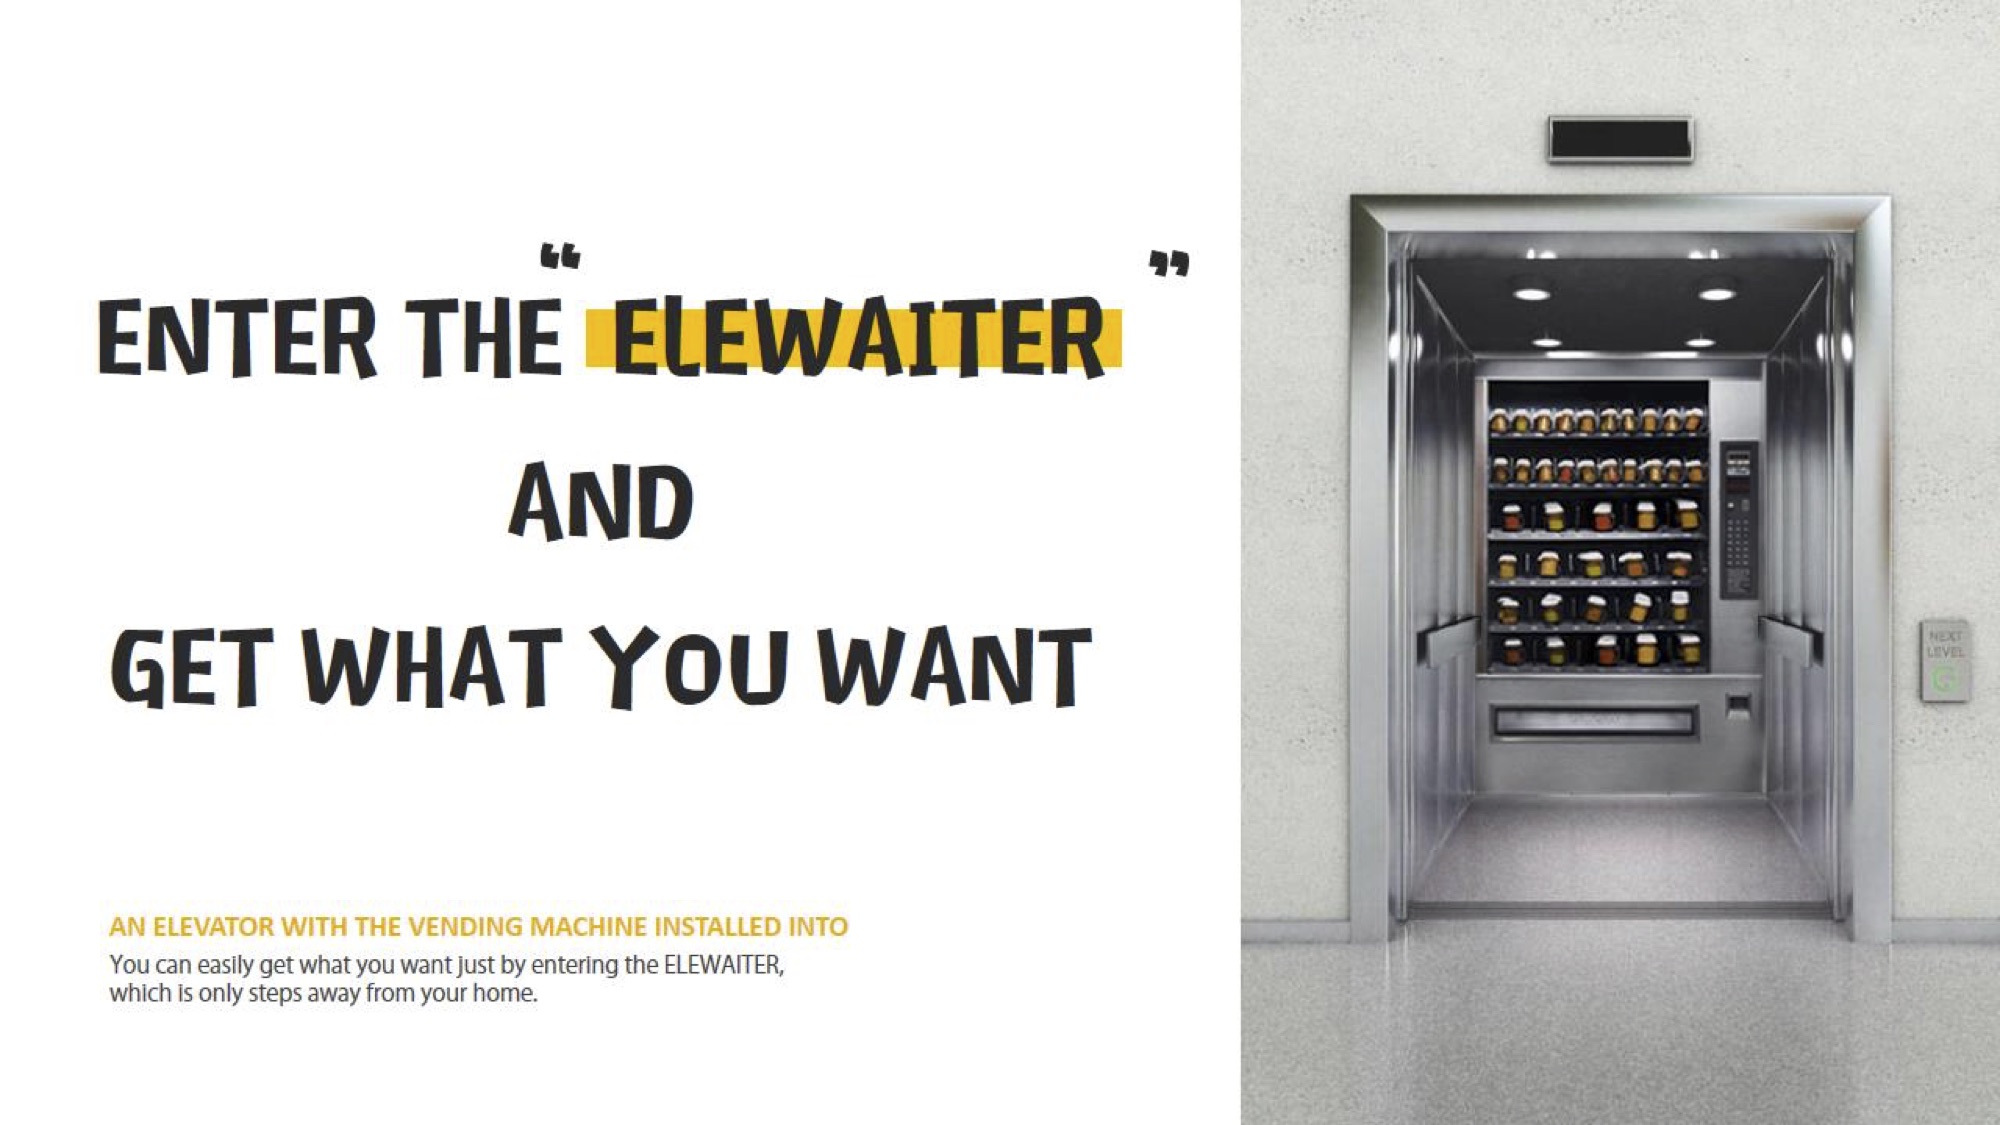 ENTER THE “ELEWAITER”
AND
GET WHAT YOU WANT
AN ELEVATOR WITH THE VENDING MACHINE INSTALLED INTO
You can easily get what you want just by entering the ELEWAITER,
which is only steps away from your home.
NEXT
LEVEL